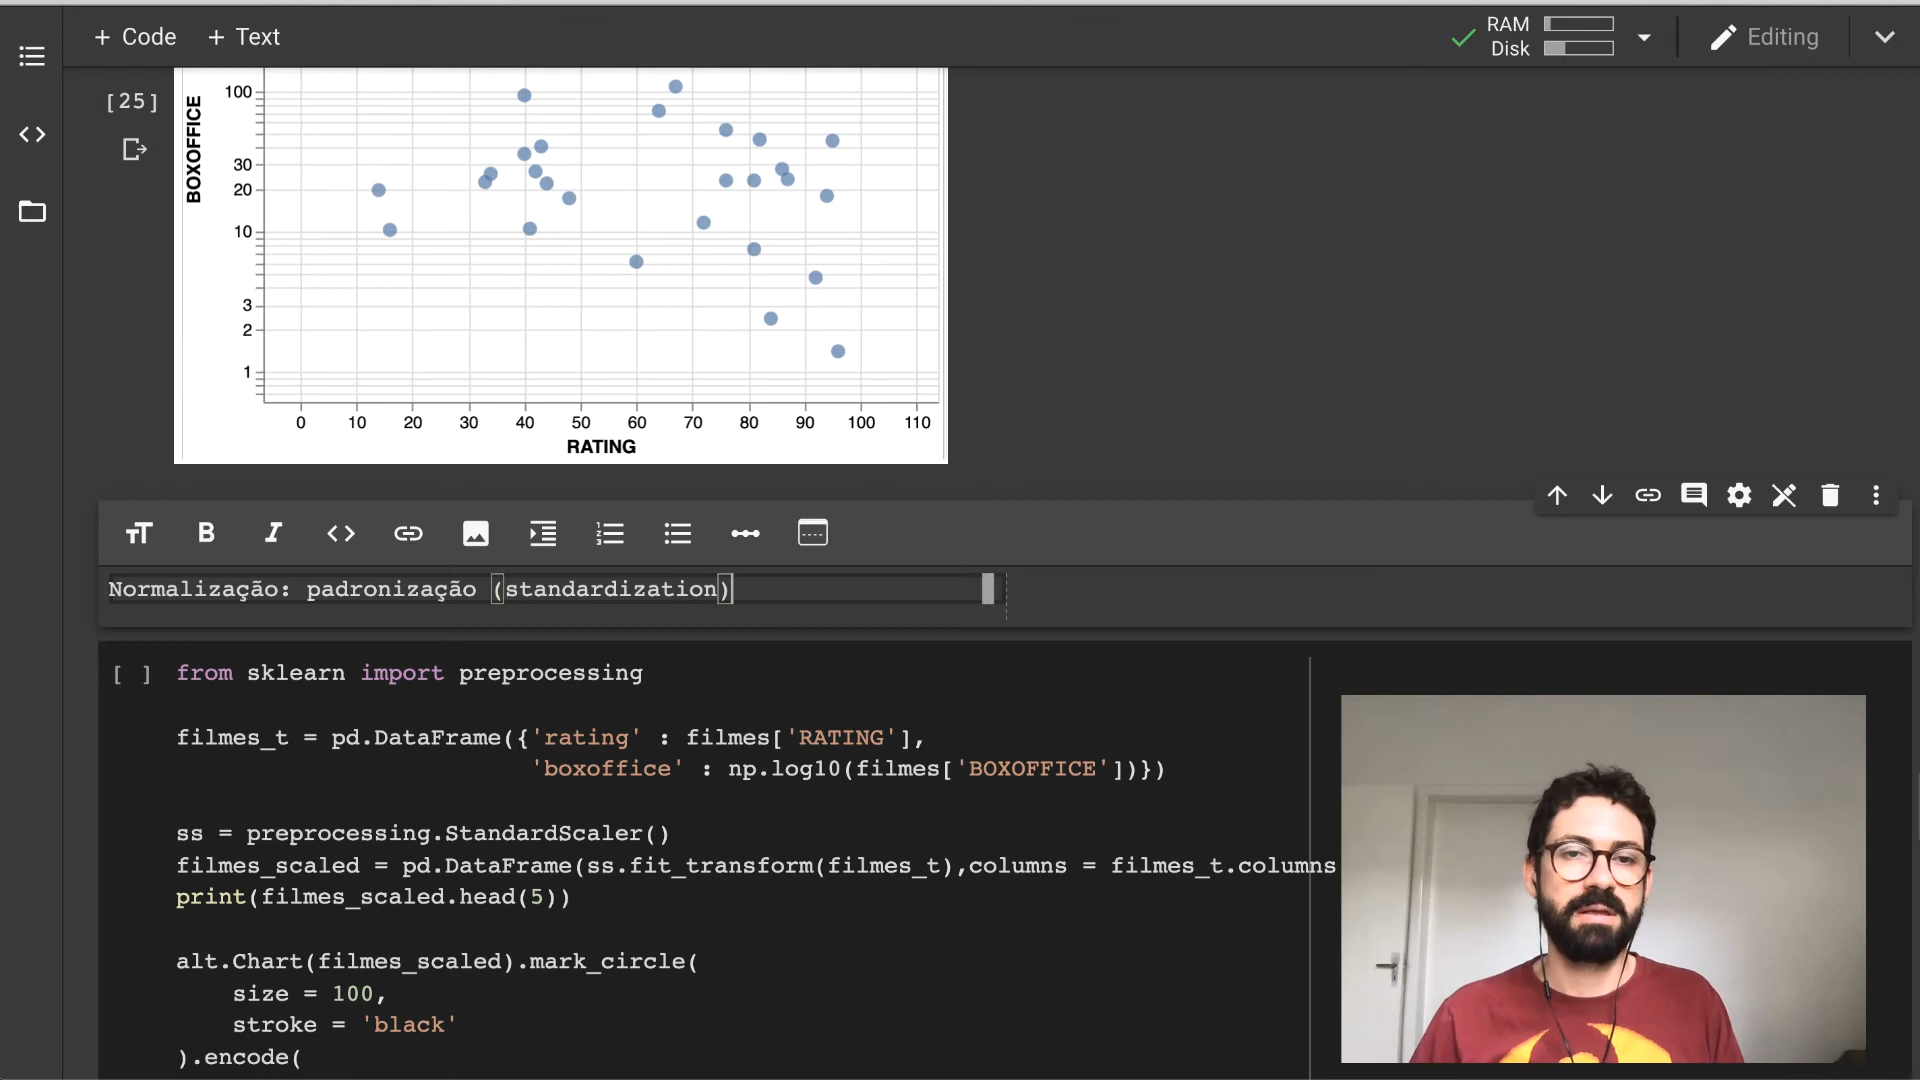 + Code + Text
RAM
Disk
Editing
[25]
BOXOFFICE
100
30
20
10
3
2
1
0 10 20 30 40 50 60 70 80 90 100 110
RATING
Normalização: padronização (standardization)
[ ] from sklearn import preprocessing
filmes_t = pd.DataFrame({'rating' : filmes['RATING'],
'boxoffice' : np.log10(filmes['BOXOFFICE'])})
ss = preprocessing.StandardScaler()
filmes_scaled = pd.DataFrame(ss.fit_transform(filmes_t),columns = filmes_t.columns
print(filmes_scaled.head(5))
alt.Chart(filmes_scaled).mark_circle(
size = 100,
stroke = 'black'
).encode(